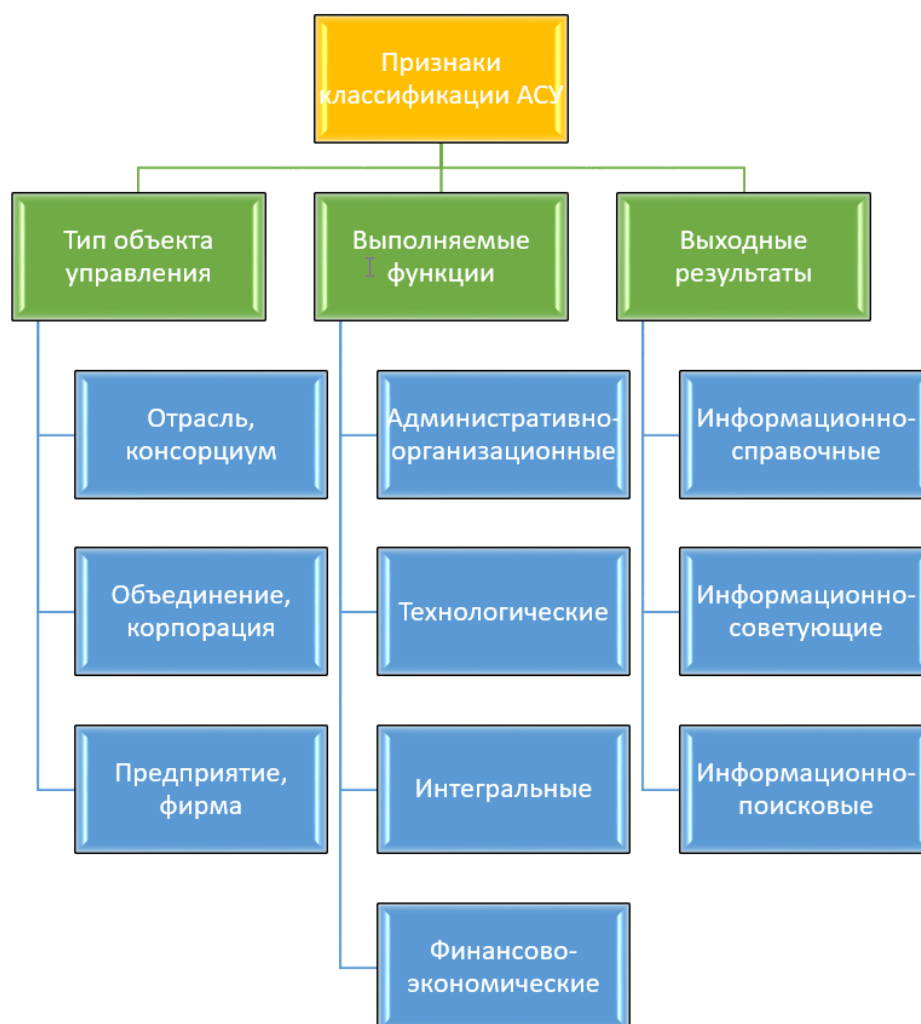 Признаки
классификации АСУ
Тип объекта
управления
Выполняемые
функции
Выходные
результаты
Отрасль,
консорциум
Административно-
организационные
Информационно-
справочные
Объединение,
корпорация
Технологические
Информационно-
советующие
Предприятие,
фирма
Интегральные
Информационно-
поисковые
Финансово-
экономические